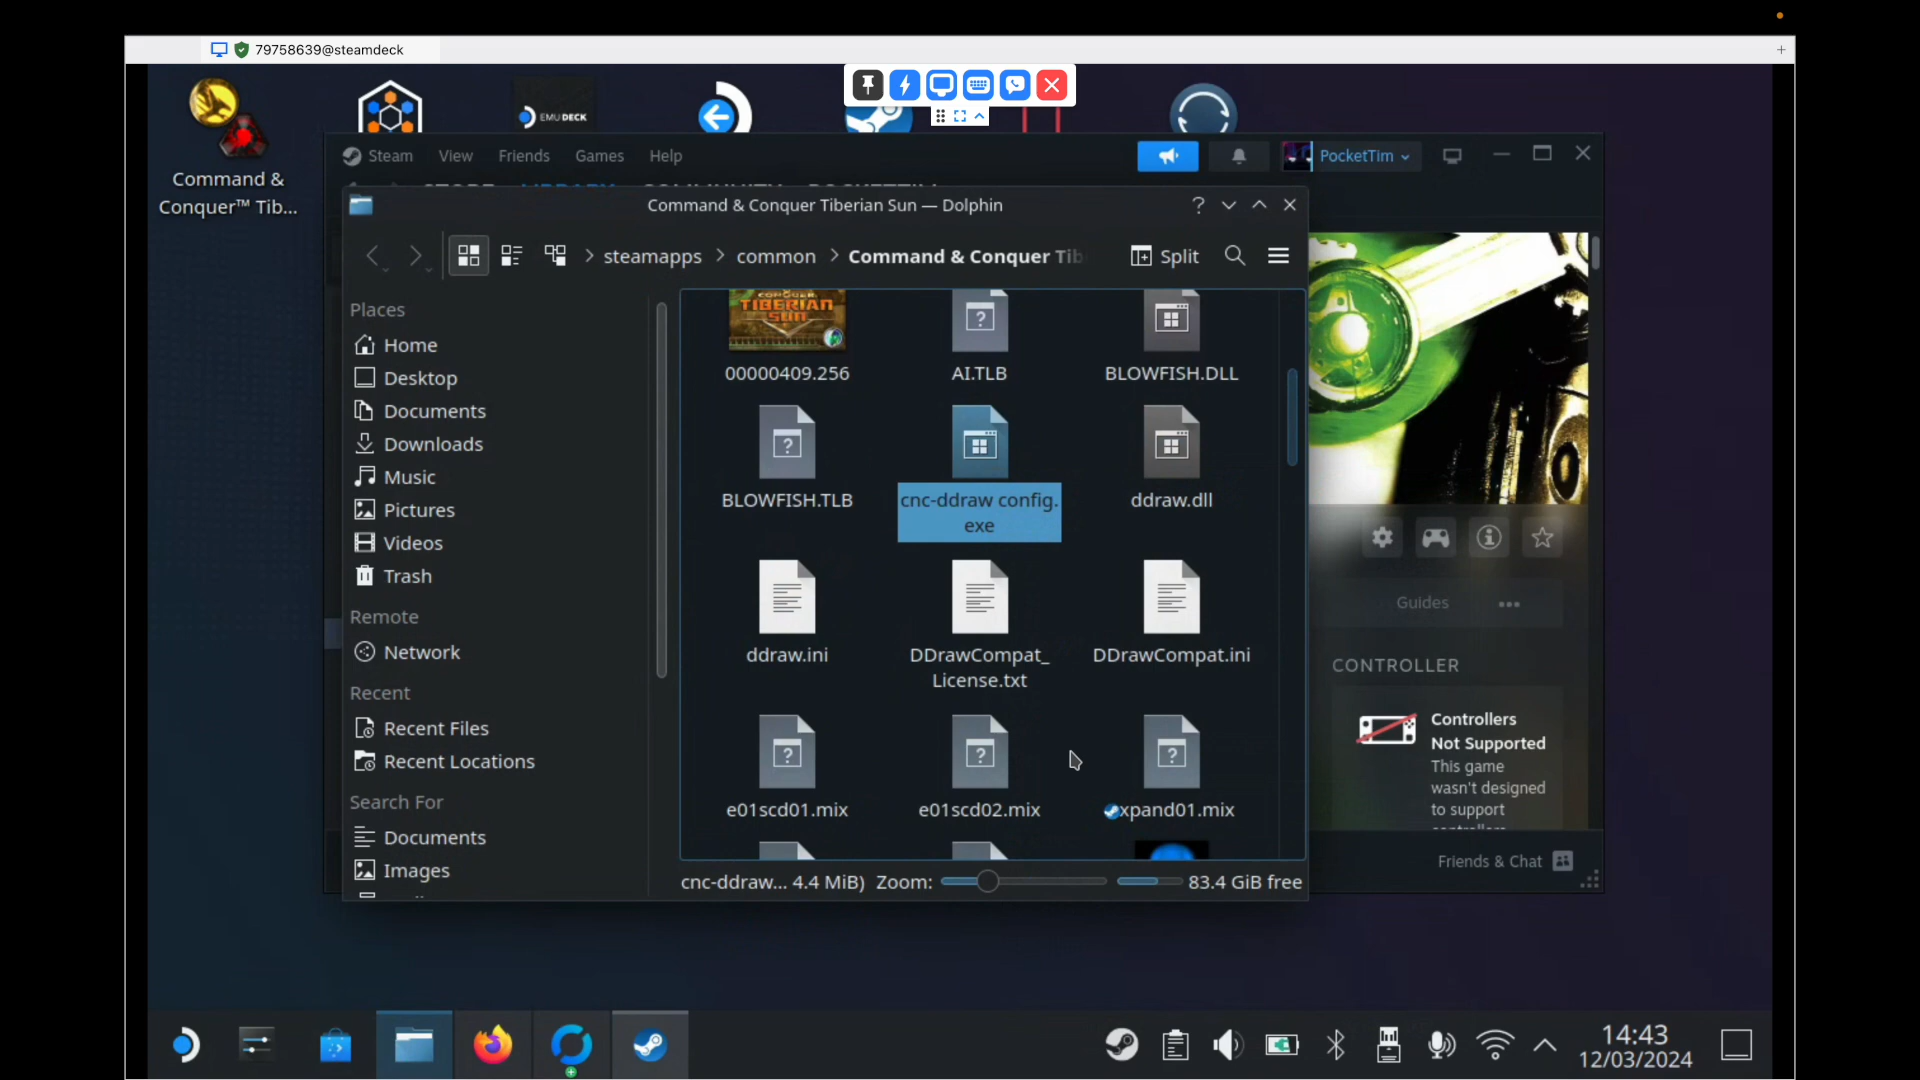 79758639@steamdeck
EMUDECK
Command &
Conquer™ Tib...
Steam View Friends Games Help
PocketTim
Command & Conquer Tiberian Sun — Dolphin
steamapps
common
Command & Conquer Tib
Split
Places
Home
Desktop
Documents
Downloads
Music
Pictures
Videos
Trash
Remote
Network
Recent
Recent Files
Recent Locations
Search For
Documents
Images
TIBERIAN
SUN
00000409.256
AI.TLB
BLOWFISH.DLL
BLOWFISH.TLB
cnc-ddraw config.
exe
ddraw.dll
ddraw.ini
DDrawCompat_
License.txt
DDrawCompat.ini
e01scd01.mix
e01scd02.mix
xpand01.mix
cnc-ddraw... 4.4 MiB)
Zoom:
83.4 GiB free
Guides
CONTROLLER
Controllers
Not Supported
This game
wasn't designed
to support
Friends & Chat
14:43
12/03/2024